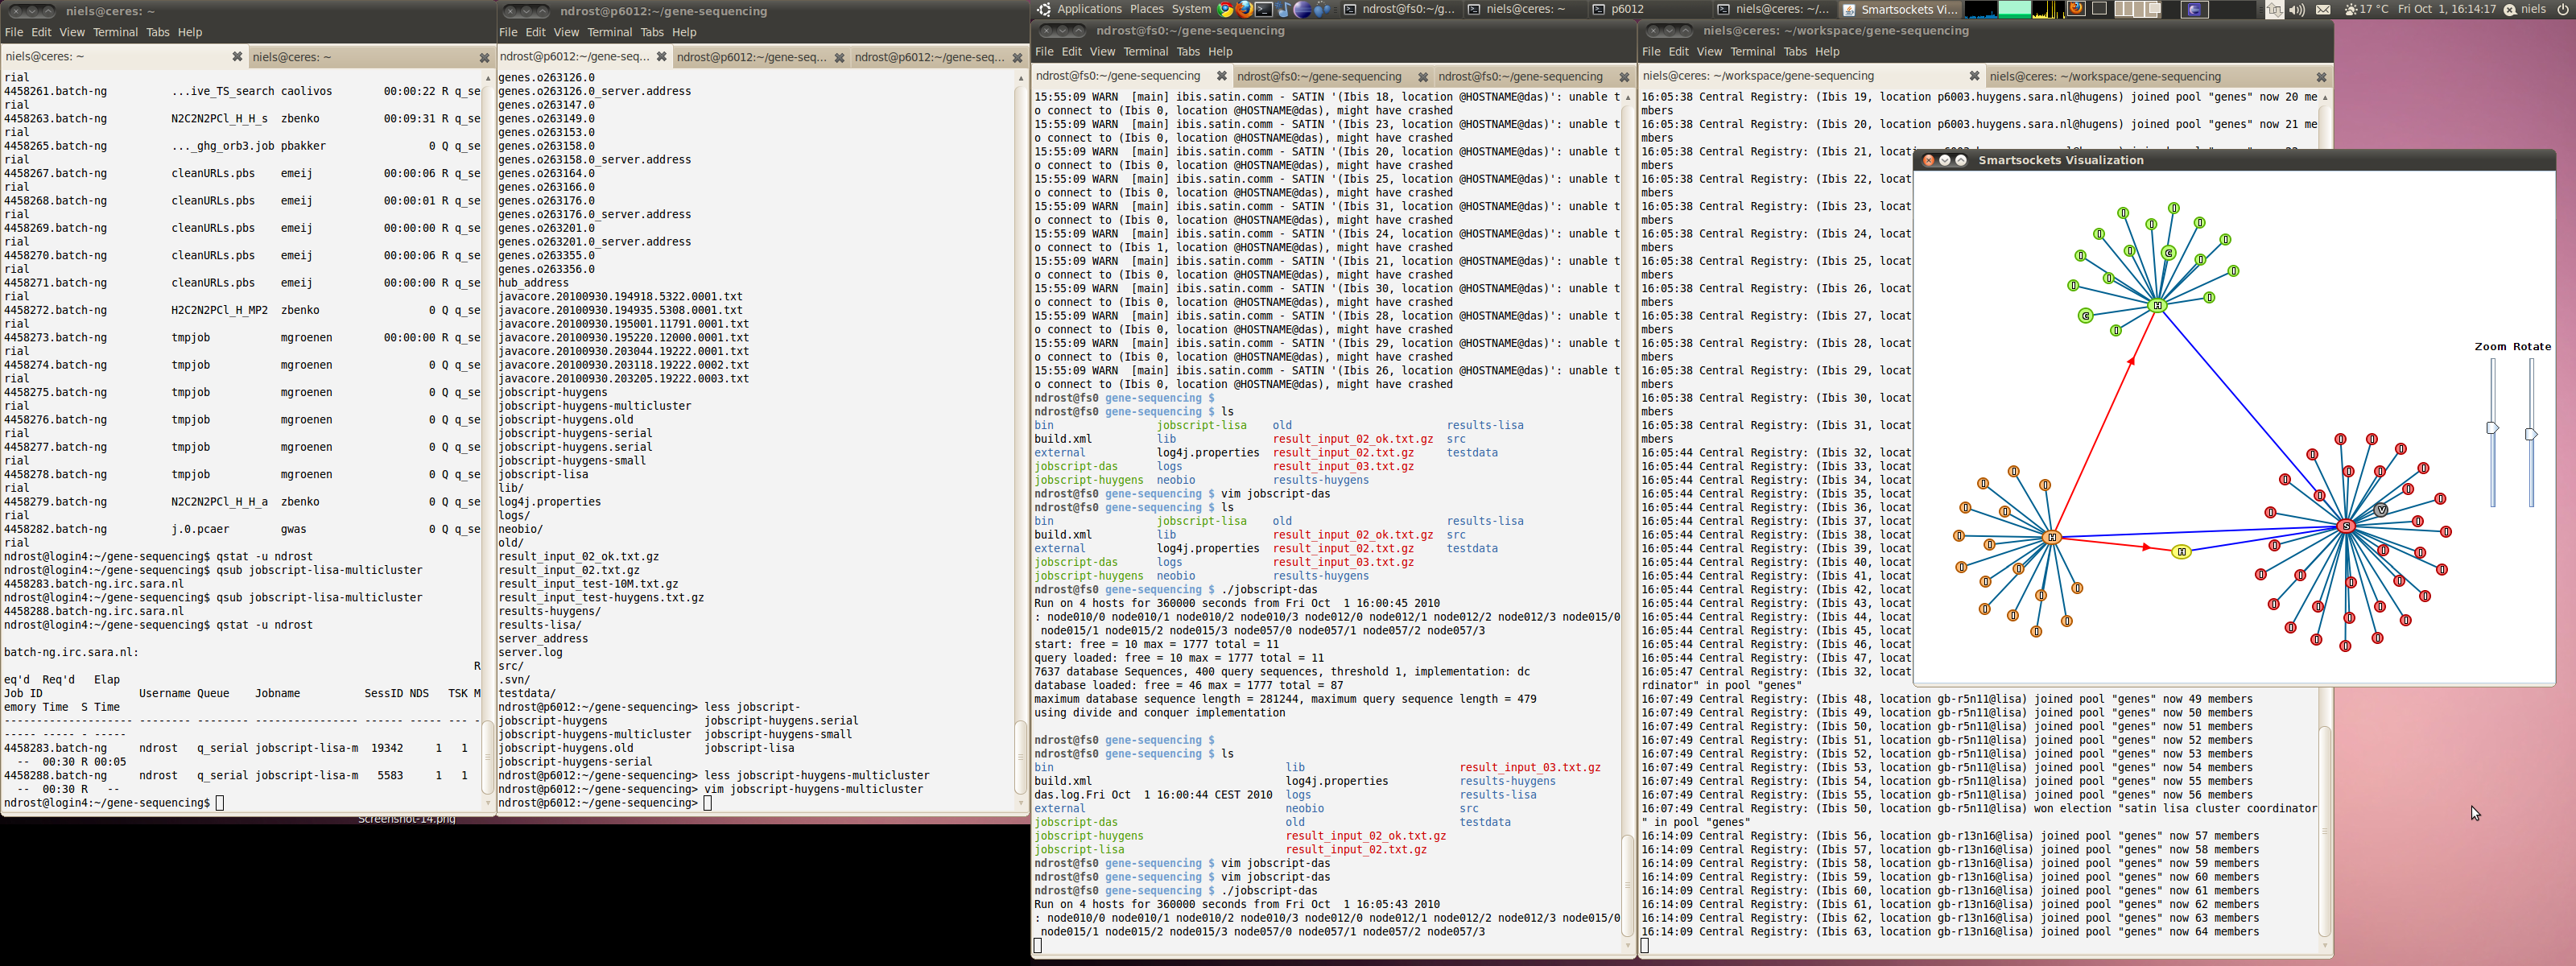 niels@ceres: ~
File Edit View Terminal Tabs Help
niels@ceres: ~
niels@ceres: ~
rial
4458261.batch-ng ...ive_TS_search caolivos 00:00:22 R q_se
rial
4458263.batch-ng N2C2N2PCl_H_H_s zbenko 00:09:31 R q_se
rial
4458265.batch-ng ..._ghg_orb3.job pbakker 0 Q q_se
rial
4458267.batch-ng cleanURLs.pbs emeij 00:00:06 R q_se
rial
4458268.batch-ng cleanURLs.pbs emeij 00:00:01 R q_se
rial
4458269.batch-ng cleanURLs.pbs emeij 00:00:00 R q_se
rial
4458270.batch-ng cleanURLs.pbs emeij 00:00:06 R q_se
rial
4458271.batch-ng cleanURLs.pbs emeij 00:00:00 R q_se
rial
4458272.batch-ng H2C2N2PCl_H_MP2 zbenko 0 Q q_se
rial
4458273.batch-ng tmpjob mgroenen 00:00:00 R q_se
rial
4458274.batch-ng tmpjob mgroenen 0 Q q_se
rial
4458275.batch-ng tmpjob mgroenen 0 Q q_se
rial
4458276.batch-ng tmpjob mgroenen 0 Q q_se
rial
4458277.batch-ng tmpjob mgroenen 0 Q q_se
rial
4458278.batch-ng tmpjob mgroenen 0 Q q_se
rial
4458279.batch-ng N2C2N2PCl_H_H_a zbenko 0 Q q_se
rial
4458282.batch-ng j.0.pcaer gwas 0 Q q_se
rial
ndrost@login4:~/gene-sequencing$ qstat -u ndrost
ndrost@login4:~/gene-sequencing$ qsub jobscript-lisa-multicluster
4458283.batch-ng.irc.sara.nl
ndrost@login4:~/gene-sequencing$ qsub jobscript-lisa-multicluster
4458288.batch-ng.irc.sara.nl
ndrost@login4:~/gene-sequencing$ qstat -u ndrost
batch-ng.irc.sara.nl:
R
eq'd Req'd Elap
Job ID Username Queue Jobname SessID NDS TSK M
emory Time S Time
-------------------- -------- -------- ---------------- ------ ----- --- -
----- ----- - -----
4458283.batch-ng ndrost q_serial jobscript-lisa-m 19342 1 1
-- 00:30 R 00:05
4458288.batch-ng ndrost q_serial jobscript-lisa-m 5583 1 1
-- 00:30 R --
ndrost@login4:~/gene-sequencing$
Screenshot-14.png
ndrost@p6012:~/gene-sequencing
File Edit View Terminal Tabs Help
ndrost@p6012:~/gene-seq...
ndrost@p6012:~/gene-seq...
ndrost@p6012:~/gene-seq...
genes.o263126.0
genes.o263126.0_server.address
genes.o263147.0
genes.o263149.0
genes.o263153.0
genes.o263158.0
genes.o263158.0_server.address
genes.o263164.0
genes.o263166.0
genes.o263176.0
genes.o263176.0_server.address
genes.o263201.0
genes.o263201.0_server.address
genes.o263355.0
genes.o263356.0
hub_address
javacore.20100930.194918.5322.0001.txt
javacore.20100930.194935.5308.0001.txt
javacore.20100930.195001.11791.0001.txt
javacore.20100930.195220.12000.0001.txt
javacore.20100930.203044.19222.0001.txt
javacore.20100930.203118.19222.0002.txt
javacore.20100930.203205.19222.0003.txt
jobscript-huygens
jobscript-huygens-multicluster
jobscript-huygens.old
jobscript-huygens-serial
jobscript-huygens.serial
jobscript-huygens-small
jobscript-lisa
lib/
log4j.properties
logs/
neobio/
old/
result_input_02_ok.txt.gz
result_input_02.txt.gz
result_input_test-10M.txt.gz
result_input_test-huygens.txt.gz
results-huygens/
results-lisa/
server_address
server.log
src/
.svn/
testdata/
ndrost@p6012:~/gene-sequencing> less jobscript-
jobscript-huygens jobscript-huygens.serial
jobscript-huygens-multicluster jobscript-huygens-small
jobscript-huygens.old jobscript-lisa
jobscript-huygens-serial
ndrost@p6012:~/gene-sequencing> less jobscript-huygens-multicluster
ndrost@p6012:~/gene-sequencing> vim jobscript-huygens-multicluster
ndrost@p6012:~/gene-sequencing>
Applications Places System ndrost@fs0:~/g... niels@ceres: ~ p6012 niels@ceres: ~/... Smartsockets Vi... 17 °C Fri Oct 1, 16:14:17 niels
ndrost@fs0:~/gene-sequencing
File Edit View Terminal Tabs Help
ndrost@fs0:~/gene-sequencing
ndrost@fs0:~/gene-sequencing
ndrost@fs0:~/gene-sequencing
15:55:09 WARN [main] ibis.satin.comm - SATIN '(Ibis 18, location @HOSTNAME@das)': unable t
o connect to (Ibis 0, location @HOSTNAME@das), might have crashed
15:55:09 WARN [main] ibis.satin.comm - SATIN '(Ibis 23, location @HOSTNAME@das)': unable t
o connect to (Ibis 0, location @HOSTNAME@das), might have crashed
15:55:09 WARN [main] ibis.satin.comm - SATIN '(Ibis 20, location @HOSTNAME@das)': unable t
o connect to (Ibis 0, location @HOSTNAME@das), might have crashed
15:55:09 WARN [main] ibis.satin.comm - SATIN '(Ibis 25, location @HOSTNAME@das)': unable t
o connect to (Ibis 0, location @HOSTNAME@das), might have crashed
15:55:09 WARN [main] ibis.satin.comm - SATIN '(Ibis 31, location @HOSTNAME@das)': unable t
o connect to (Ibis 0, location @HOSTNAME@das), might have crashed
15:55:09 WARN [main] ibis.satin.comm - SATIN '(Ibis 24, location @HOSTNAME@das)': unable t
o connect to (Ibis 1, location @HOSTNAME@das), might have crashed
15:55:09 WARN [main] ibis.satin.comm - SATIN '(Ibis 21, location @HOSTNAME@das)': unable t
o connect to (Ibis 0, location @HOSTNAME@das), might have crashed
15:55:09 WARN [main] ibis.satin.comm - SATIN '(Ibis 30, location @HOSTNAME@das)': unable t
o connect to (Ibis 0, location @HOSTNAME@das), might have crashed
15:55:09 WARN [main] ibis.satin.comm - SATIN '(Ibis 28, location @HOSTNAME@das)': unable t
o connect to (Ibis 0, location @HOSTNAME@das), might have crashed
15:55:09 WARN [main] ibis.satin.comm - SATIN '(Ibis 29, location @HOSTNAME@das)': unable t
o connect to (Ibis 0, location @HOSTNAME@das), might have crashed
15:55:09 WARN [main] ibis.satin.comm - SATIN '(Ibis 26, location @HOSTNAME@das)': unable t
o connect to (Ibis 0, location @HOSTNAME@das), might have crashed
ndrost@fs0 gene-sequencing $
ndrost@fs0 gene-sequencing $ ls
bin jobscript-lisa old results-lisa
build.xml lib result_input_02_ok.txt.gz src
external log4j.properties result_input_02.txt.gz testdata
jobscript-das logs result_input_03.txt.gz
jobscript-huygens neobio results-huygens
ndrost@fs0 gene-sequencing $ vim jobscript-das
ndrost@fs0 gene-sequencing $ ls
bin jobscript-lisa old results-lisa
build.xml lib result_input_02_ok.txt.gz src
external log4j.properties result_input_02.txt.gz testdata
jobscript-das logs result_input_03.txt.gz
jobscript-huygens neobio results-huygens
ndrost@fs0 gene-sequencing $ ./jobscript-das
Run on 4 hosts for 360000 seconds from Fri Oct 1 16:00:45 2010
: node010/0 node010/1 node010/2 node010/3 node012/0 node012/1 node012/2 node012/3 node015/0
node015/1 node015/2 node015/3 node057/0 node057/1 node057/2 node057/3
start: free = 10 max = 1777 total = 11
query loaded: free = 10 max = 1777 total = 11
7637 database Sequences, 400 query sequences, threshold 1, implementation: dc
database loaded: free = 46 max = 1777 total = 87
maximum database sequence length = 281244, maximum query sequence length = 479
using divide and conquer implementation
ndrost@fs0 gene-sequencing $
ndrost@fs0 gene-sequencing $ ls
bin lib result_input_03.txt.gz
build.xml log4j.properties results-huygens
das.log.Fri Oct 1 16:00:44 CEST 2010 logs results-lisa
external neobio src
jobscript-das old testdata
jobscript-huygens result_input_02_ok.txt.gz
jobscript-lisa result_input_02.txt.gz
ndrost@fs0 gene-sequencing $ vim jobscript-das
ndrost@fs0 gene-sequencing $ vim jobscript-das
ndrost@fs0 gene-sequencing $ ./jobscript-das
Run on 4 hosts for 360000 seconds from Fri Oct 1 16:05:43 2010
: node010/0 node010/1 node010/2 node010/3 node012/0 node012/1 node012/2 node012/3 node015/0
node015/1 node015/2 node015/3 node057/0 node057/1 node057/2 node057/3
niels@ceres: ~/workspace/gene-sequencing
File Edit View Terminal Tabs Help
niels@ceres: ~/workspace/gene-sequencing
niels@ceres: ~/workspace/gene-sequencing
16:05:38 Central Registry: (Ibis 19, location p6003.huygens.sara.nl@hugens) joined pool "genes" now 20 me
mbers
16:05:38 Central Registry: (Ibis 20, location p6003.huygens.sara.nl@hugens) joined pool "genes" now 21 me
mbers
16:05:38 Central Registry: (Ibis 21, locat
mbers
16:05:38 Central Registry: (Ibis 22, locat
mbers
16:05:38 Central Registry: (Ibis 23, locat
mbers
16:05:38 Central Registry: (Ibis 24, locat
mbers
16:05:38 Central Registry: (Ibis 25, locat
mbers
16:05:38 Central Registry: (Ibis 26, locat
mbers
16:05:38 Central Registry: (Ibis 27, locat
mbers
16:05:38 Central Registry: (Ibis 28, locat
mbers
16:05:38 Central Registry: (Ibis 29, locat
mbers
16:05:38 Central Registry: (Ibis 30, locat
mbers
16:05:38 Central Registry: (Ibis 31, locat
mbers
16:05:44 Central Registry: (Ibis 32, locat
16:05:44 Central Registry: (Ibis 33, locat
16:05:44 Central Registry: (Ibis 34, locat
16:05:44 Central Registry: (Ibis 35, locat
16:05:44 Central Registry: (Ibis 36, locat
16:05:44 Central Registry: (Ibis 37, locat
16:05:44 Central Registry: (Ibis 38, locat
16:05:44 Central Registry: (Ibis 39, locat
16:05:44 Central Registry: (Ibis 40, locat
16:05:44 Central Registry: (Ibis 41, locat
16:05:44 Central Registry: (Ibis 42, locat
16:05:44 Central Registry: (Ibis 43, locat
16:05:44 Central Registry: (Ibis 44, locat
16:05:44 Central Registry: (Ibis 45, locat
16:05:44 Central Registry: (Ibis 46, locat
16:05:44 Central Registry: (Ibis 47, locat
16:05:47 Central Registry: (Ibis 32, locat
rdinator" in pool "genes"
16:07:49 Central Registry: (Ibis 48, location gb-r5n11@lisa) joined pool "genes" now 49 members
16:07:49 Central Registry: (Ibis 49, location gb-r5n11@lisa) joined pool "genes" now 50 members
16:07:49 Central Registry: (Ibis 50, location gb-r5n11@lisa) joined pool "genes" now 51 members
16:07:49 Central Registry: (Ibis 51, location gb-r5n11@lisa) joined pool "genes" now 52 members
16:07:49 Central Registry: (Ibis 52, location gb-r5n11@lisa) joined pool "genes" now 53 members
16:07:49 Central Registry: (Ibis 53, location gb-r5n11@lisa) joined pool "genes" now 54 members
16:07:49 Central Registry: (Ibis 54, location gb-r5n11@lisa) joined pool "genes" now 55 members
16:07:49 Central Registry: (Ibis 55, location gb-r5n11@lisa) joined pool "genes" now 56 members
16:07:49 Central Registry: (Ibis 50, location gb-r5n11@lisa) won election "satin lisa cluster coordinator
" in pool "genes"
16:14:09 Central Registry: (Ibis 56, location gb-r13n16@lisa) joined pool "genes" now 57 members
16:14:09 Central Registry: (Ibis 57, location gb-r13n16@lisa) joined pool "genes" now 58 members
16:14:09 Central Registry: (Ibis 58, location gb-r13n16@lisa) joined pool "genes" now 59 members
16:14:09 Central Registry: (Ibis 59, location gb-r13n16@lisa) joined pool "genes" now 60 members
16:14:09 Central Registry: (Ibis 60, location gb-r13n16@lisa) joined pool "genes" now 61 members
16:14:09 Central Registry: (Ibis 61, location gb-r13n16@lisa) joined pool "genes" now 62 members
16:14:09 Central Registry: (Ibis 62, location gb-r13n16@lisa) joined pool "genes" now 63 members
16:14:09 Central Registry: (Ibis 63, location gb-r13n16@lisa) joined pool "genes" now 64 members
Smartsockets Visualization
Zoom Rotate
C
H
C
H
H
S
V